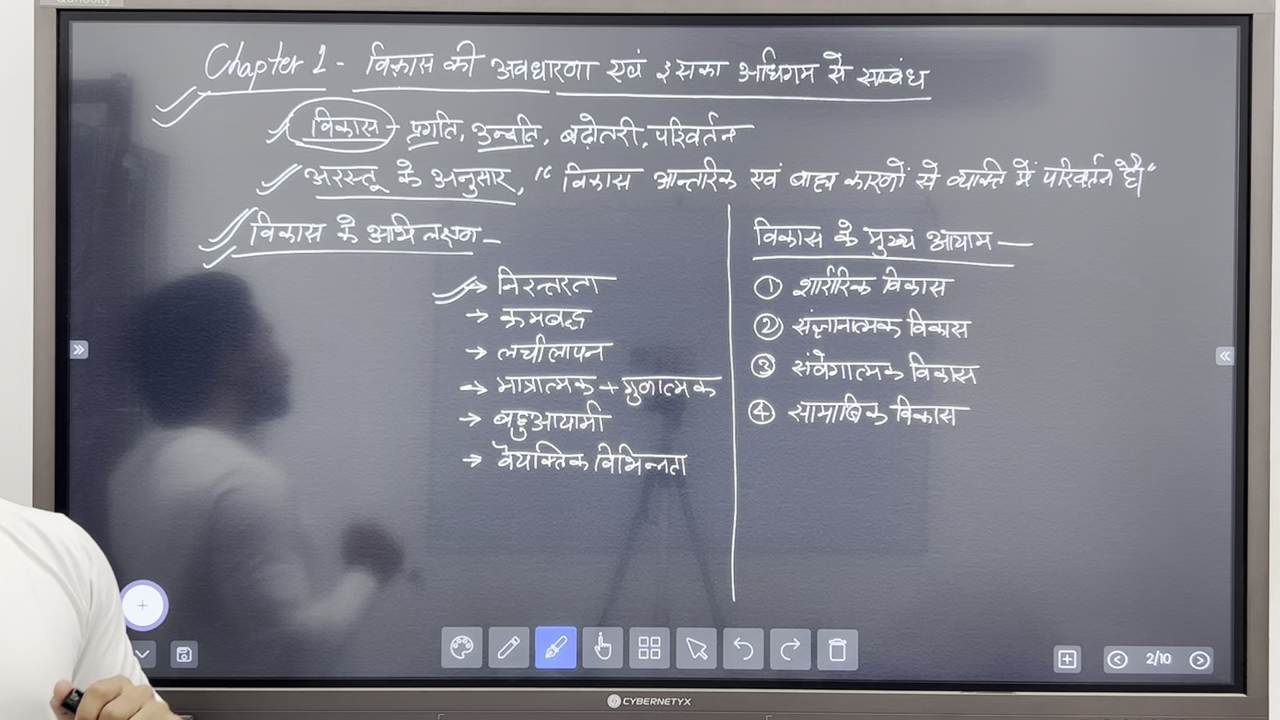 Chapter 1 - विकास की अवधारणा एवं इसका अधिगम से सम्बंध
विकास - प्रगति, उन्नति, बढ़ोतरी, परिवर्तन
अरस्तू के अनुसार, "विकास आन्तरिक एवं बाह्य कारणों से व्यक्ति में परिवर्तन है"
विकास के अभिलक्षण -
→ निरन्तरता
→ क्रमबद्ध
→ लचीलापन
→ मात्रात्मक + गुणात्मक
→ बहुआयामी
→ वैयक्तिक विभिन्नता
विकास के मुख्य आयाम -
① शारीरिक विकास
② संज्ञानात्मक विकास
③ संवेगात्मक विकास
④ सामाजिक विकास
2/10
CYBERNETYX